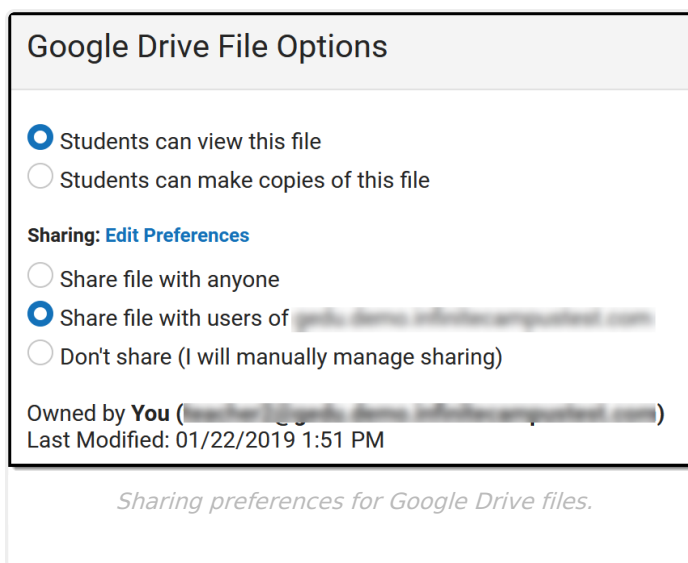 Google Drive File Options
Students can view this file
Students can make copies of this file
Sharing: Edit Preferences
Share file with anyone
Share file with users of
Don't share (I will manually manage sharing)
Owned by You ( )
Last Modified: 01/22/2019 1:51 PM
Sharing preferences for Google Drive files.